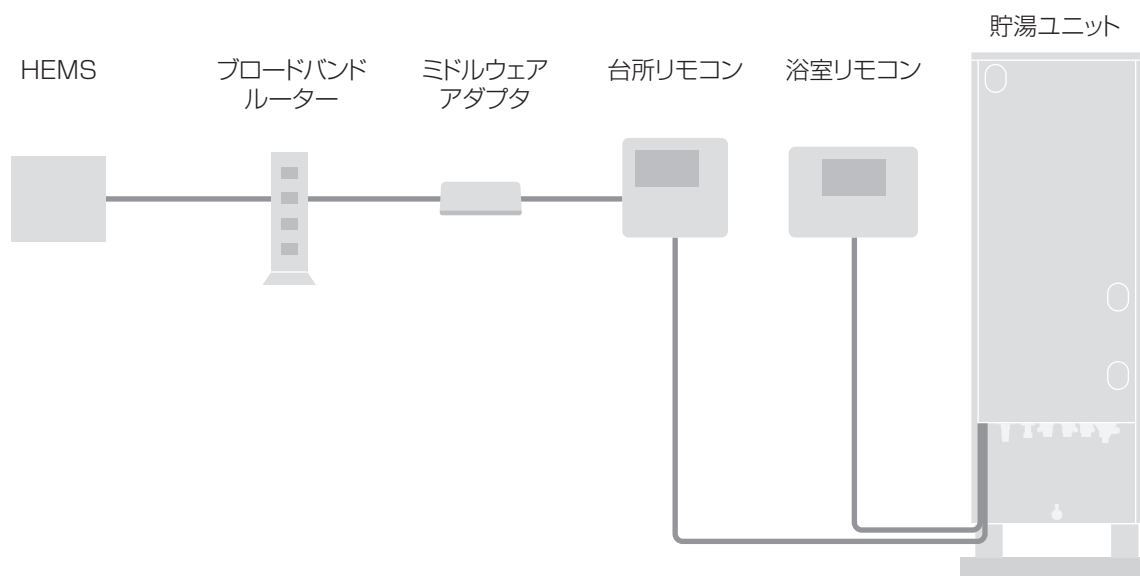 貯湯ユニット
HEMS
ブロードバンド
ルーター
ミドルウェア
アダプタ
台所リモコン
浴室リモコン